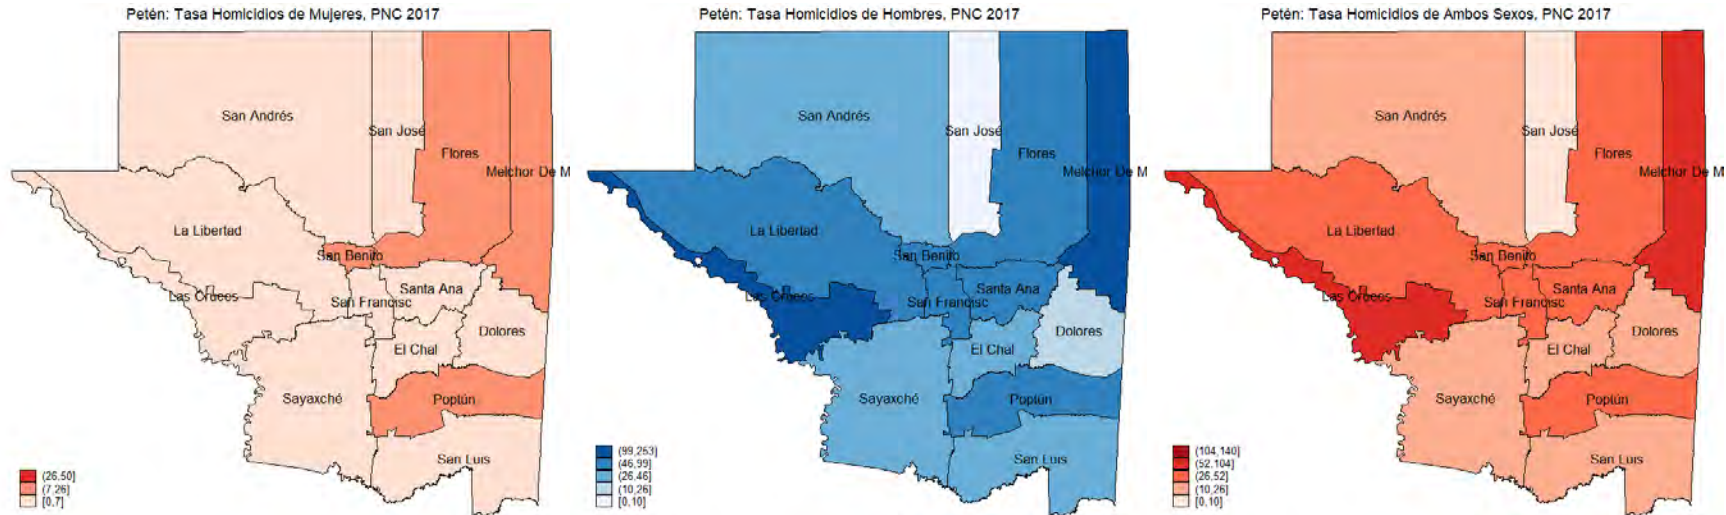 Petén: Tasa Homicidios de Mujeres, PNC 2017
San Andrés
San José
Flores
Melchor De M
La Libertad
San Benito
Las Cruces
San Francisc
Santa Ana
Dolores
El Chal
Sayaxché
Poptún
San Luis
(26,50]
(7,26]
[0,7]
Petén: Tasa Homicidios de Hombres, PNC 2017
San Andrés
San José
Flores
Melchor De M
La Libertad
San Benito
Las Cruces
San Francisc
Santa Ana
Dolores
El Chal
Sayaxché
Poptún
San Luis
(99,253]
(46,99]
(26,46]
(10,26]
[0,10]
Petén: Tasa Homicidios de Ambos Sexos, PNC 2017
San Andrés
San José
Flores
Melchor De M
La Libertad
San Benito
Las Cruces
San Francisc
Santa Ana
Dolores
El Chal
Sayaxché
Poptún
San Luis
(104,140]
(52,104]
(26,52]
(10,26]
[0,10]